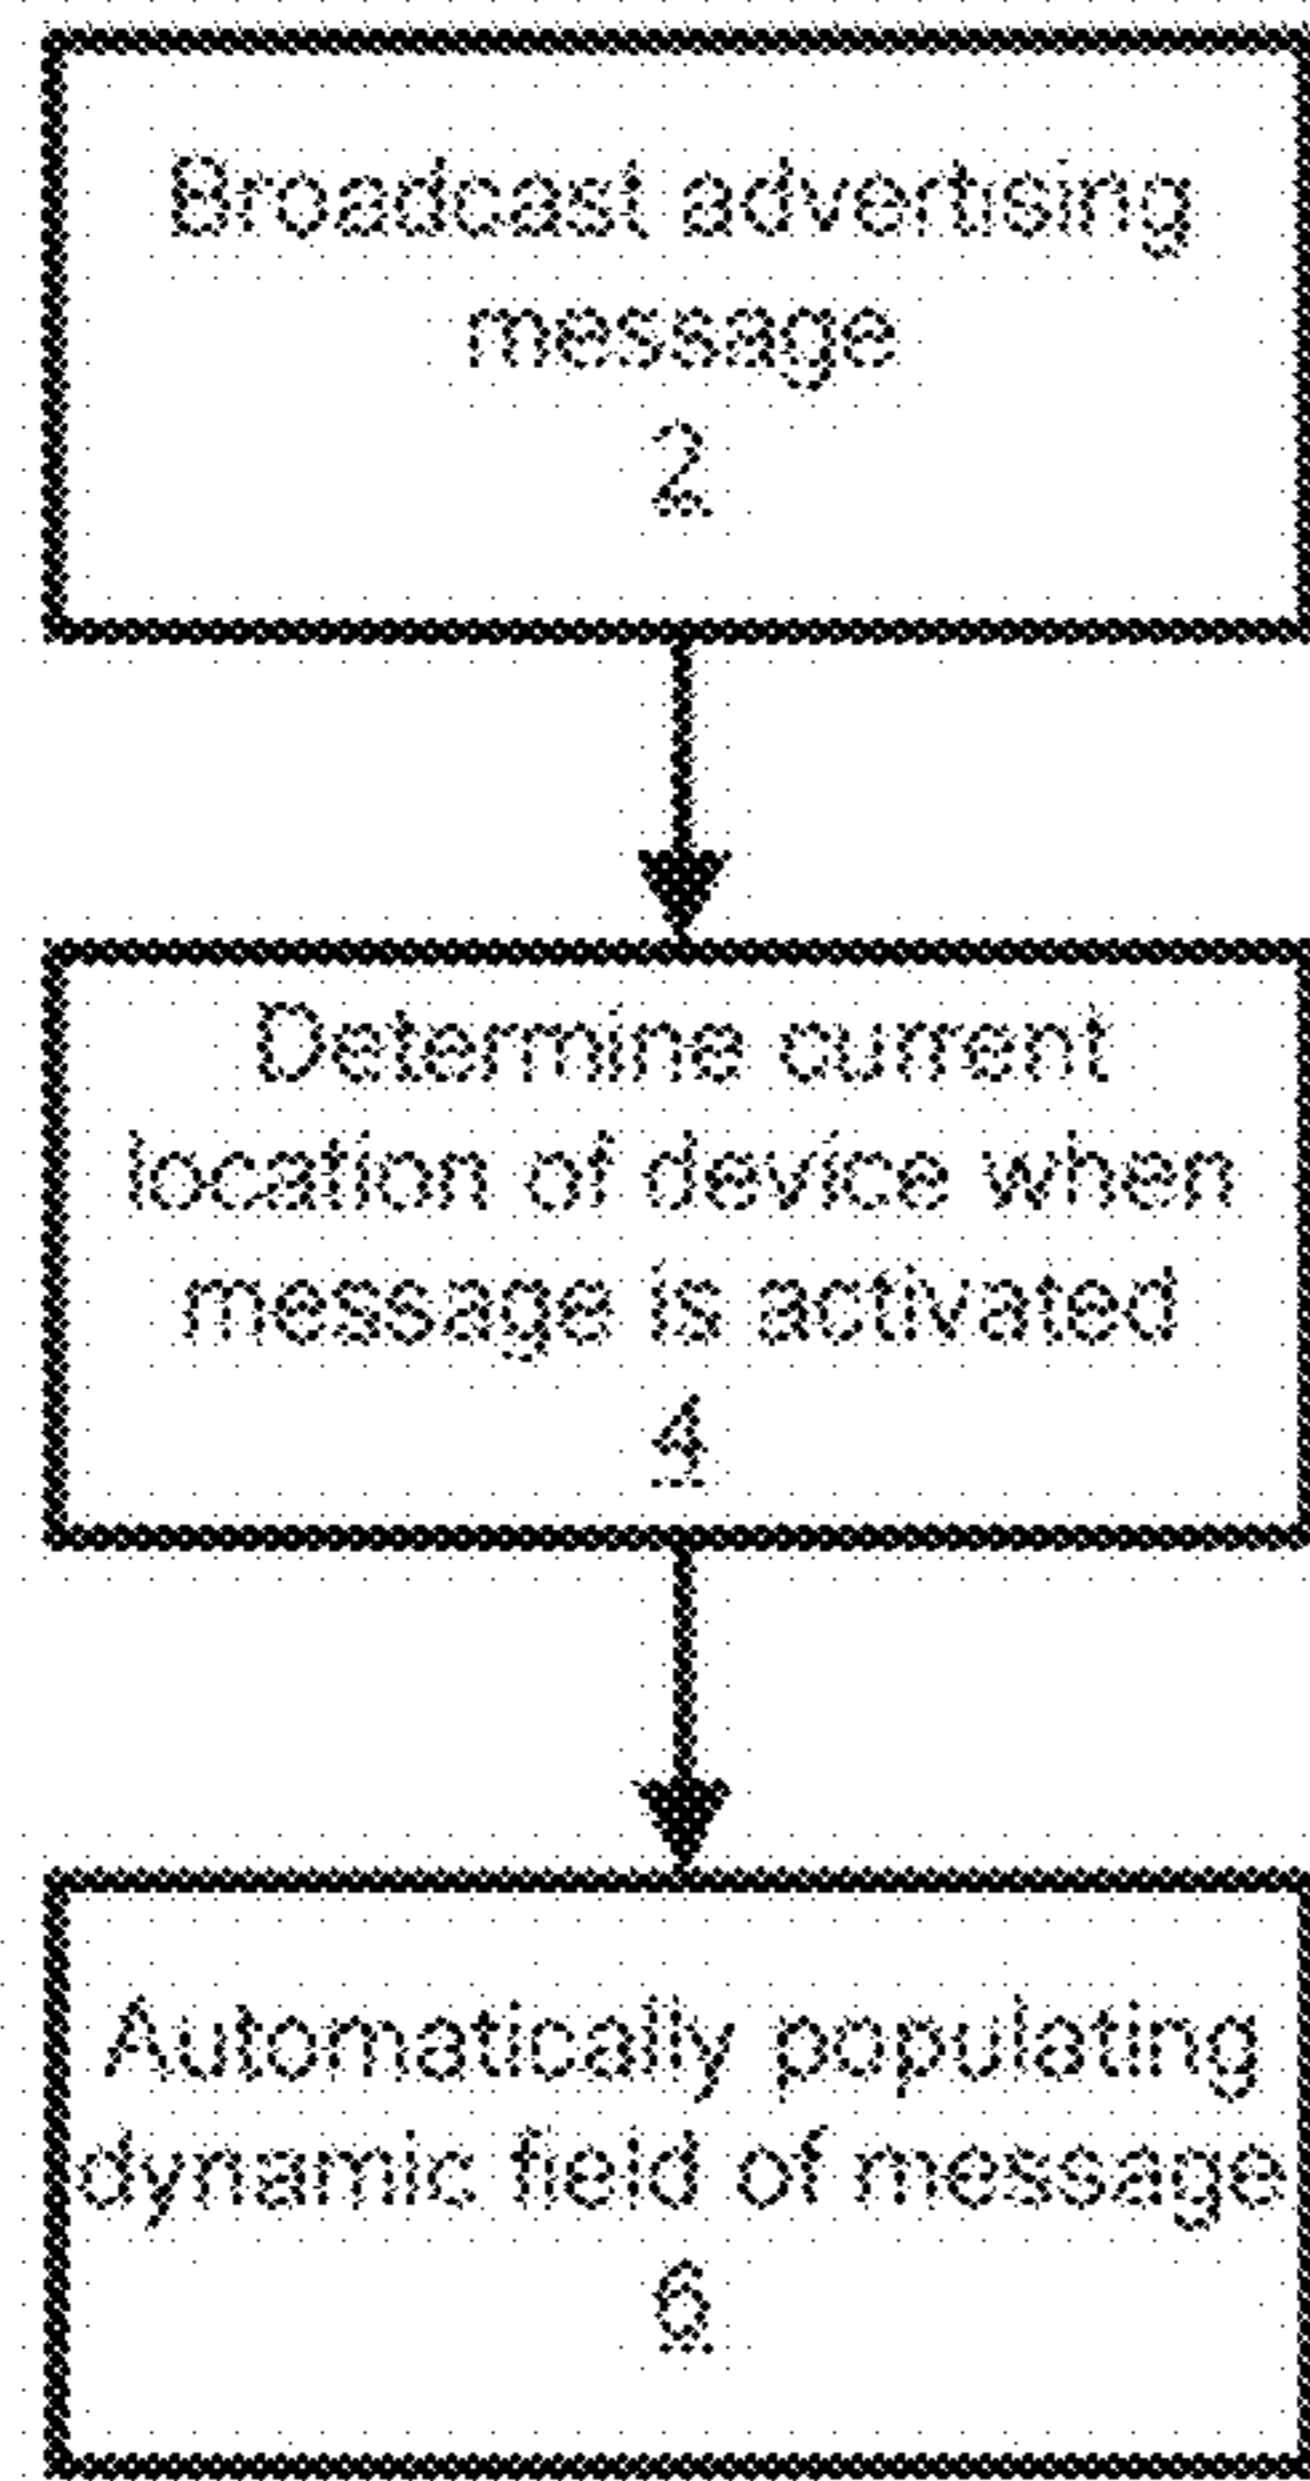 Broadcast advertising
message
2
Determine current
location of device when
message is activated
4
Automatically populating
dynamic field of message
6